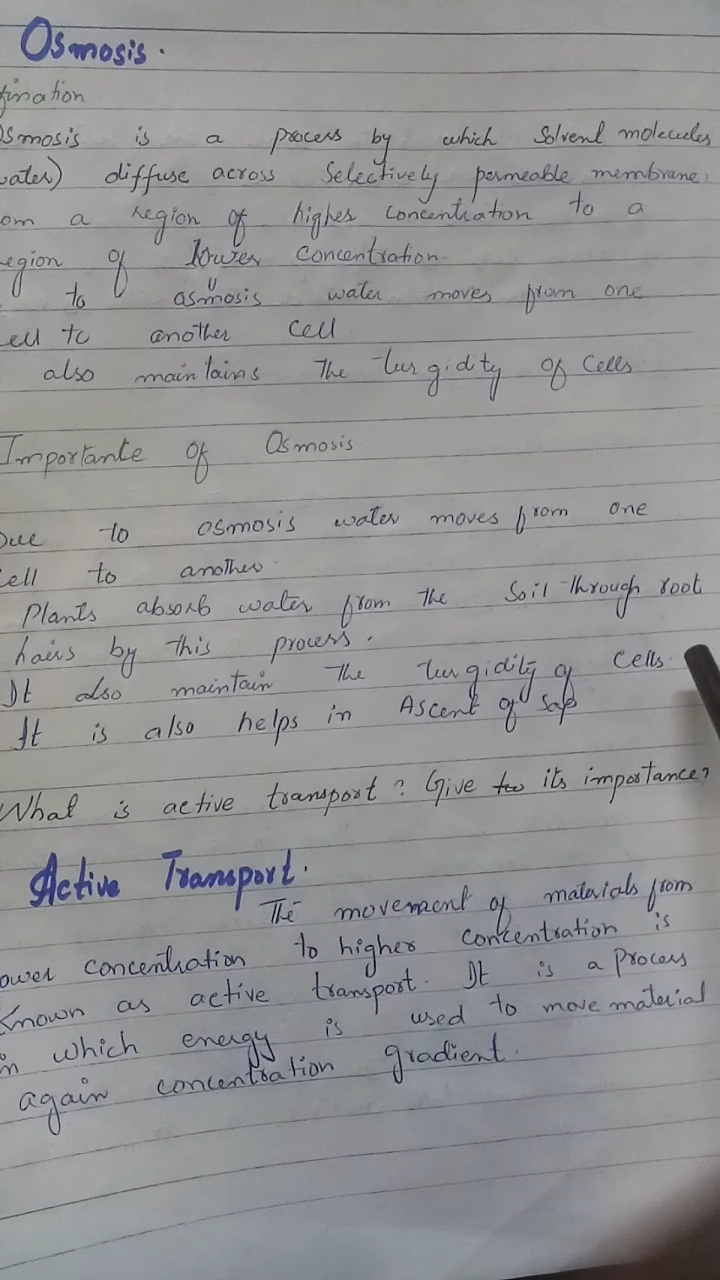 Osmosis.
fination
Osmosis is a process by which Solvent molecules
water) diffuse across Selectively permeable membrane,
om a region of higher concentration to a
egion of lower concentration
to osmosis water moves from one
ell to another cell
also maintains The turgidity of Cells
Importante of Osmosis
Due to osmosis water moves from one
Cell to another.
Plants absorb water from the Soil Through root
hairs by this process.
It also maintain The turgidity of Cells.
It is also helps in Ascent of Sap
What is active transport? Give its importance?
Active Transport.
The movement of materials from
ower concentration to higher concentration is
Known as active transport. It is a process
in which energy is used to move material
again concentration gradient.